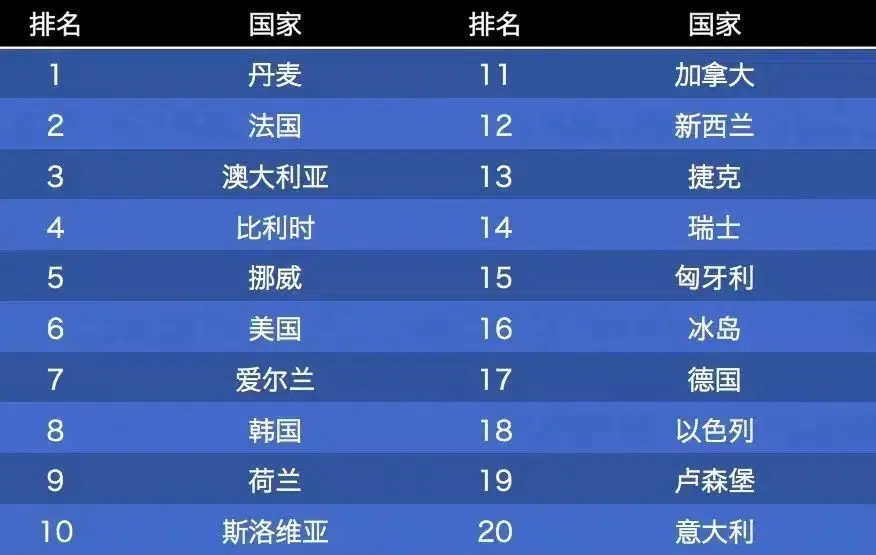 排名 国家 排名 国家
1 丹麦 11 加拿大
2 法国 12 新西兰
3 澳大利亚 13 捷克
4 比利时 14 瑞士
5 挪威 15 匈牙利
6 美国 16 冰岛
7 爱尔兰 17 德国
8 韩国 18 以色列
9 荷兰 19 卢森堡
10 斯洛维亚 20 意大利